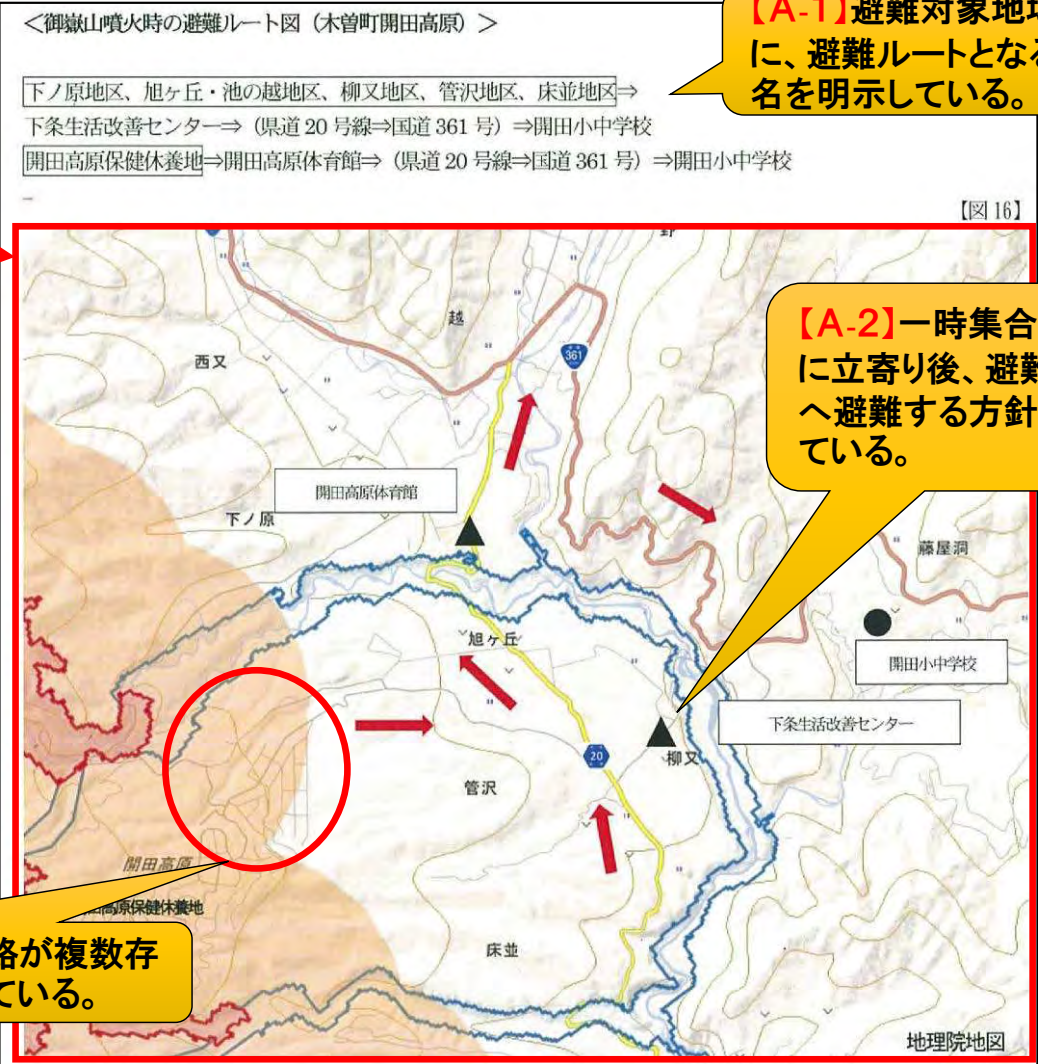 ＜御嶽山噴火時の避難ルート図（木曽町開田高原）＞
【A-1】避難対象地
に、避難ルートとな
名を明示している。
下ノ原地区、旭ヶ丘・池の越地区、柳又地区、管沢地区、床並地区⇒
下条生活改善センター⇒（県道20号線⇒国道361号）⇒開田小中学校
開田高原保健休養地⇒開田高原体育館⇒（県道20号線⇒国道361号）⇒開田小中学校
【図16】
野
越
西又
361
【A-2】一時集合
に立寄り後、避難
へ避難する方針
ている。
開田高原体育館
下ノ原
藤屋洞
旭ヶ丘
開田小中学校
下条生活改善センター
20
柳又
管沢
開田高原
高原保健休養地
路が複数存
ている。
床並
地理院地図